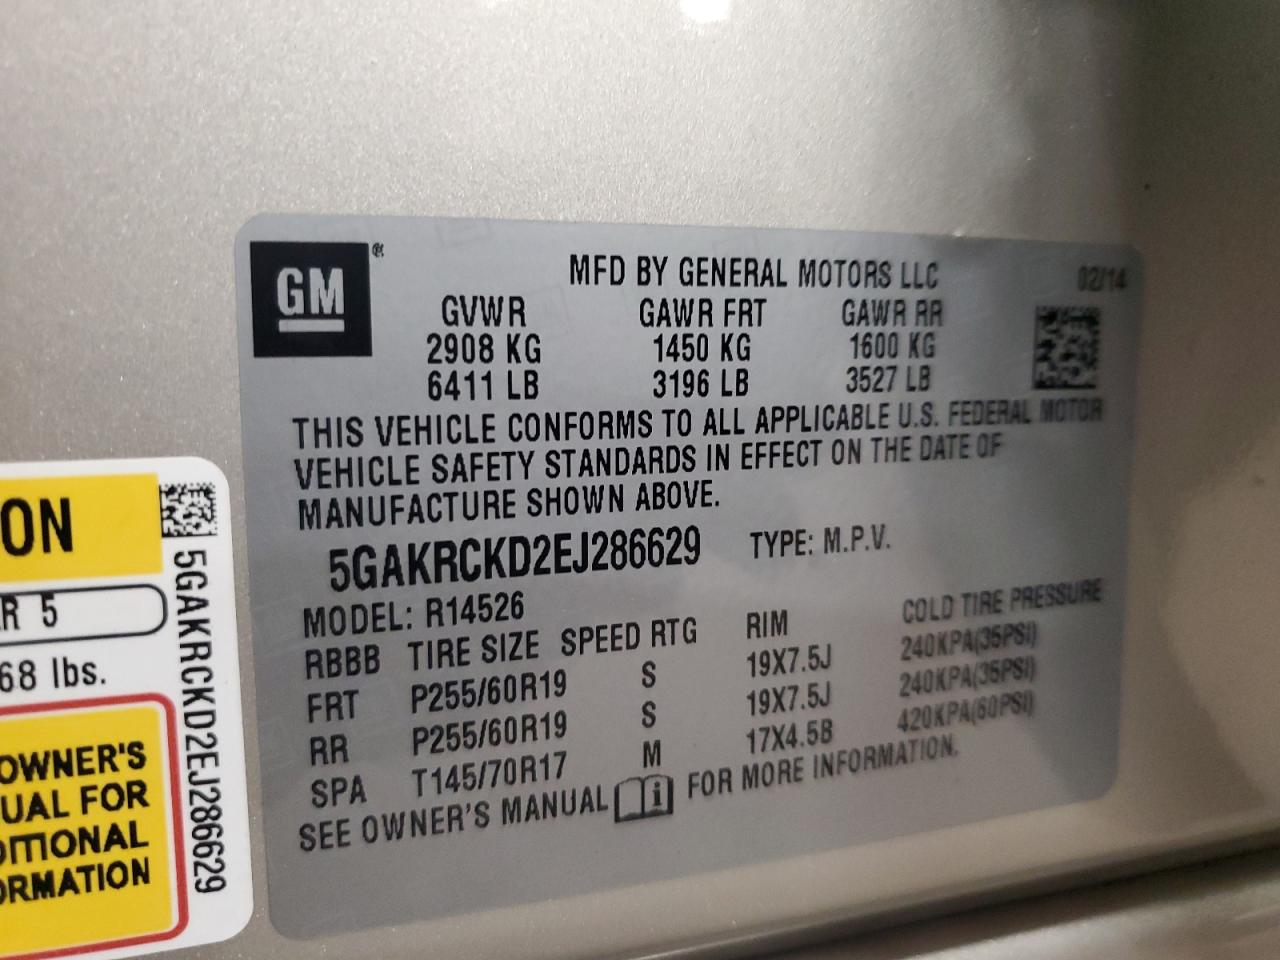 GM ®
MFD BY GENERAL MOTORS LLC 02/14
GVWR GAWR FRT GAWR RR
2908 KG 1450 KG 1600 KG
6411 LB 3196 LB 3527 LB
THIS VEHICLE CONFORMS TO ALL APPLICABLE U.S. FEDERAL MOTOR
VEHICLE SAFETY STANDARDS IN EFFECT ON THE DATE OF
MANUFACTURE SHOWN ABOVE.
5GAKRCKD2EJ286629 TYPE: M.P.V.
MODEL: R14526
RBBB TIRE SIZE SPEED RTG RIM COLD TIRE PRESSURE
FRT P255/60R19 S 19X7.5J 240KPA(35PSI)
RR P255/60R19 S 19X7.5J 240KPA(35PSI)
SPA T145/70R17 M 17X4.5B 420KPA(60PSI)
SEE OWNER'S MANUAL i FOR MORE INFORMATION.
ON
R 5
68 lbs.
OWNER'S
UAL FOR
DITIONAL
ORMATION
5GAKRCKD2EJ286629